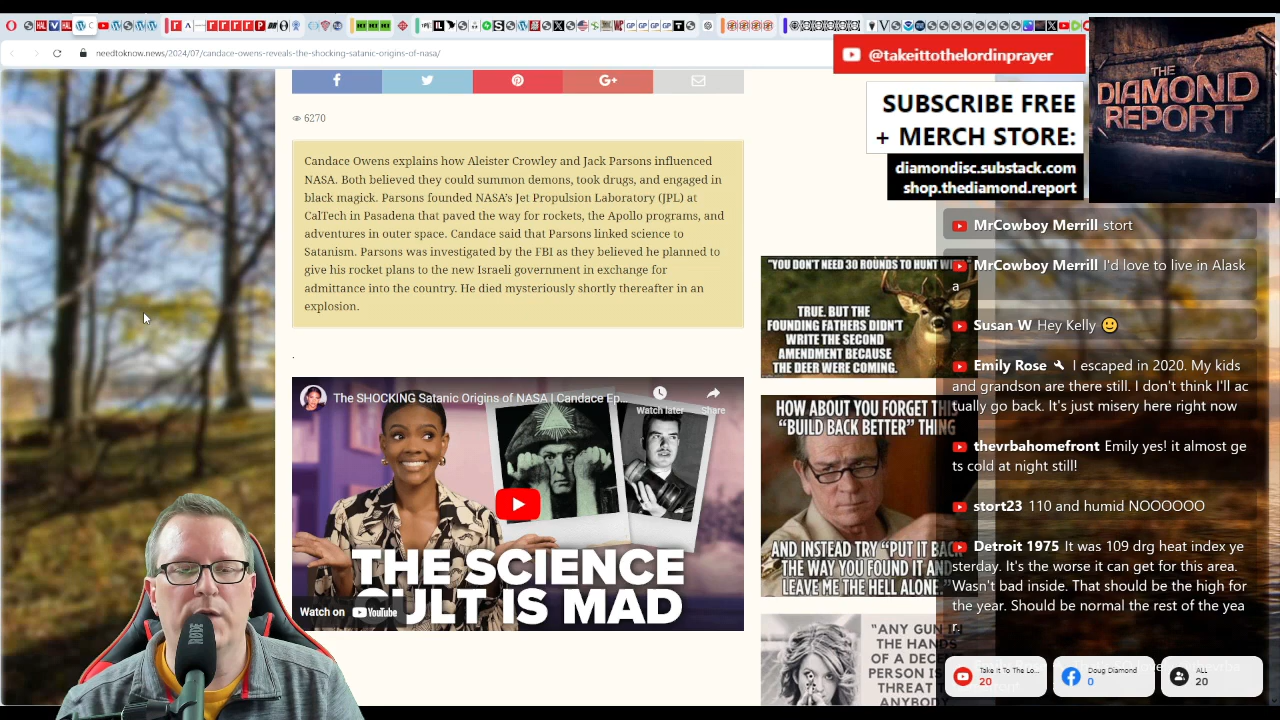 needtoknow.news/2024/07/candace-owens-reveals-the-shocking-satanic-origins-of-nasa/
@takeittothelordinprayer
SUBSCRIBE FREE
+ MERCH STORE:
diamondisc.substack.com
shop.thediamond.report
THE
DIAMOND
REPORT
6270
Candace Owens explains how Aleister Crowley and Jack Parsons influenced
NASA. Both believed they could summon demons, took drugs, and engaged in
black magick. Parsons founded NASA's Jet Propulsion Laboratory (JPL) at
CalTech in Pasadena that paved the way for rockets, the Apollo programs, and
adventures in outer space. Candace said that Parsons linked science to
Satanism. Parsons was investigated by the FBI as they believed he planned to
give his rocket plans to the new Israeli government in exchange for
admittance into the country. He died mysteriously shortly thereafter in an
explosion.
.
The SHOCKING Satanic Origins of NASA | Candace Ep...
Watch later
Share
THE SCIENCE
CULT IS MAD
Watch on YouTube
"YOU DON'T NEED 30 ROUNDS TO HUNT
TRUE. BUT THE
FOUNDING FATHERS DIDN'T
WRITE THE SECOND
AMENDMENT BECAUSE
THE DEER WERE COMING.
HOW ABOUT YOU FORGET THIS
"BUILD BACK BETTER" THING
AND INSTEAD TRY "PUT IT BACK
THE WAY YOU FOUND IT AND
LEAVE ME THE HELL ALONE."
"ANY GUN IN
THE HANDS
OF A DECENT
PERSON IS
THREAT
ANYBODY
MrCowboy Merrill stort
MrCowboy Merrill I'd love to live in Alask
a
Susan W Hey Kelly 🙂
Emily Rose I escaped in 2020. My kids
and grandson are there still. I don't think I'll ac
tually go back. It's just misery here right now
thevrbahomefront Emily yes! it almost ge
ts cold at night still!
stort23 110 and humid NOOOOOO
Detroit 1975 It was 109 drg heat index ye
sterday. It's the worse it can get for this area.
Wasn't bad inside. That should be the high for
the year. Should be normal the rest of the yea
r.
Take It To The Lo...
20
Doug Diamond
0
ALL
20